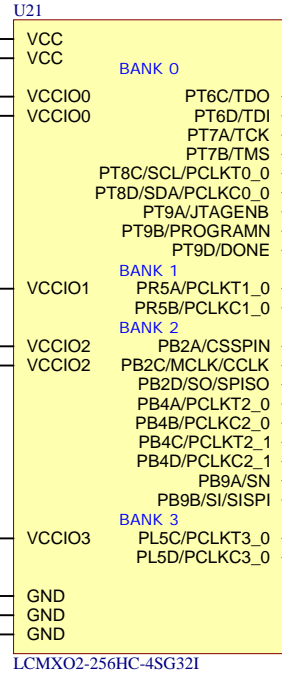 U21
VCC
VCC
BANK 0
VCCIO0 PT6C/TDO
VCCIO0 PT6D/TDI
PT7A/TCK
PT7B/TMS
PT8C/SCL/PCLKT0_0
PT8D/SDA/PCLKC0_0
PT9A/JTAGENB
PT9B/PROGRAMN
PT9D/DONE
BANK 1
VCCIO1 PR5A/PCLKT1_0
PR5B/PCLKC1_0
BANK 2
VCCIO2 PB2A/CSSPIN
VCCIO2 PB2C/MCLK/CCLK
PB2D/SO/SPISO
PB4A/PCLKT2_0
PB4B/PCLKC2_0
PB4C/PCLKT2_1
PB4D/PCLKC2_1
PB9A/SN
PB9B/SI/SISPI
BANK 3
VCCIO3 PL5C/PCLKT3_0
PL5D/PCLKC3_0
GND
GND
GND
LCMXO2-256HC-4SG32I